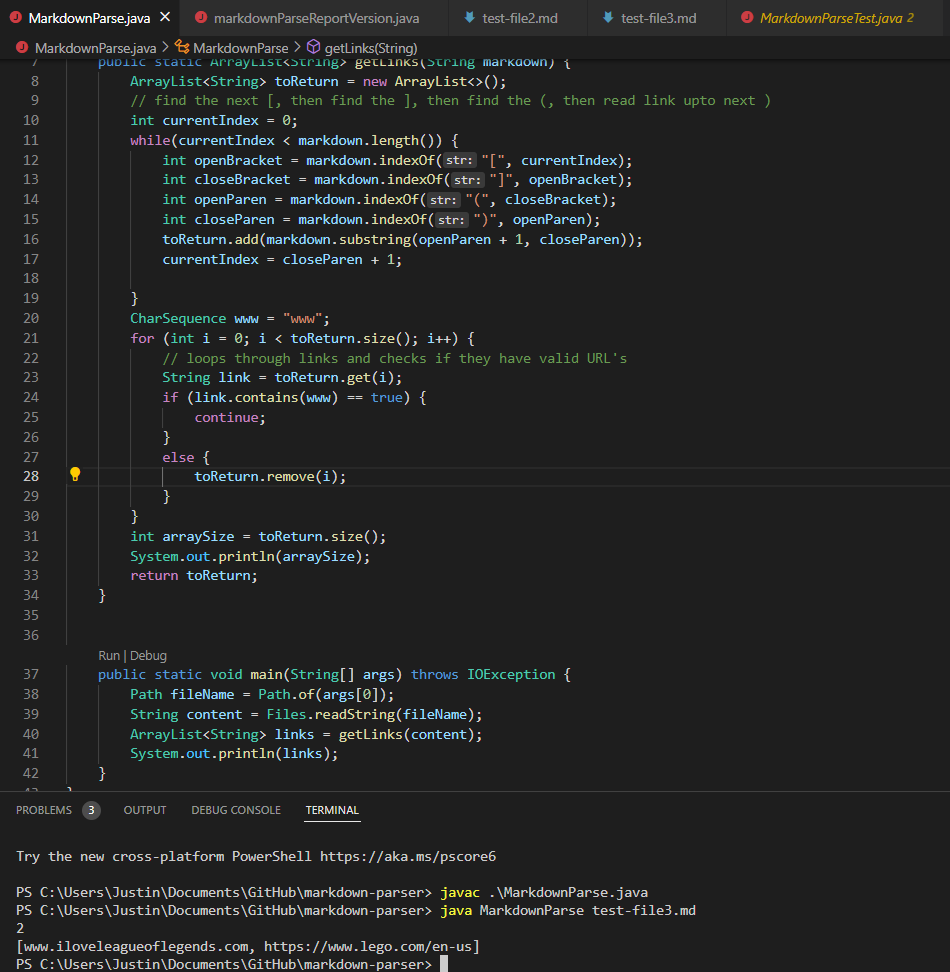 MarkdownParse.java
markdownParseReportVersion.java
test-file2.md
test-file3.md
MarkdownParseTest.java 2
MarkdownParse.java > MarkdownParse > getLinks(String)
7 public static ArrayList<String> getLinks(String markdown) {
8 ArrayList<String> toReturn = new ArrayList<>();
9 // find the next [, then find the ], then find the (, then read link upto next )
10 int currentIndex = 0;
11 while(currentIndex < markdown.length()) {
12 int openBracket = markdown.indexOf(str: "[", currentIndex);
13 int closeBracket = markdown.indexOf(str: "]", openBracket);
14 int openParen = markdown.indexOf(str: "(", closeBracket);
15 int closeParen = markdown.indexOf(str: ")", openParen);
16 toReturn.add(markdown.substring(openParen + 1, closeParen));
17 currentIndex = closeParen + 1;
18
19 }
20 CharSequence www = "www";
21 for (int i = 0; i < toReturn.size(); i++) {
22 // loops through links and checks if they have valid URL's
23 String link = toReturn.get(i);
24 if (link.contains(www) == true) {
25 continue;
26 }
27 else {
28 toReturn.remove(i);
29 }
30 }
31 int arraySize = toReturn.size();
32 System.out.println(arraySize);
33 return toReturn;
34 }
35
36
Run | Debug
37 public static void main(String[] args) throws IOException {
38 Path fileName = Path.of(args[0]);
39 String content = Files.readString(fileName);
40 ArrayList<String> links = getLinks(content);
41 System.out.println(links);
42 }
43 }
PROBLEMS 3 OUTPUT DEBUG CONSOLE TERMINAL
Try the new cross-platform PowerShell https://aka.ms/pscore6
PS C:\Users\Justin\Documents\GitHub\markdown-parser> javac .\MarkdownParse.java
PS C:\Users\Justin\Documents\GitHub\markdown-parser> java MarkdownParse test-file3.md
2
[www.iloveleagueoflegends.com, https://www.lego.com/en-us]
PS C:\Users\Justin\Documents\GitHub\markdown-parser>